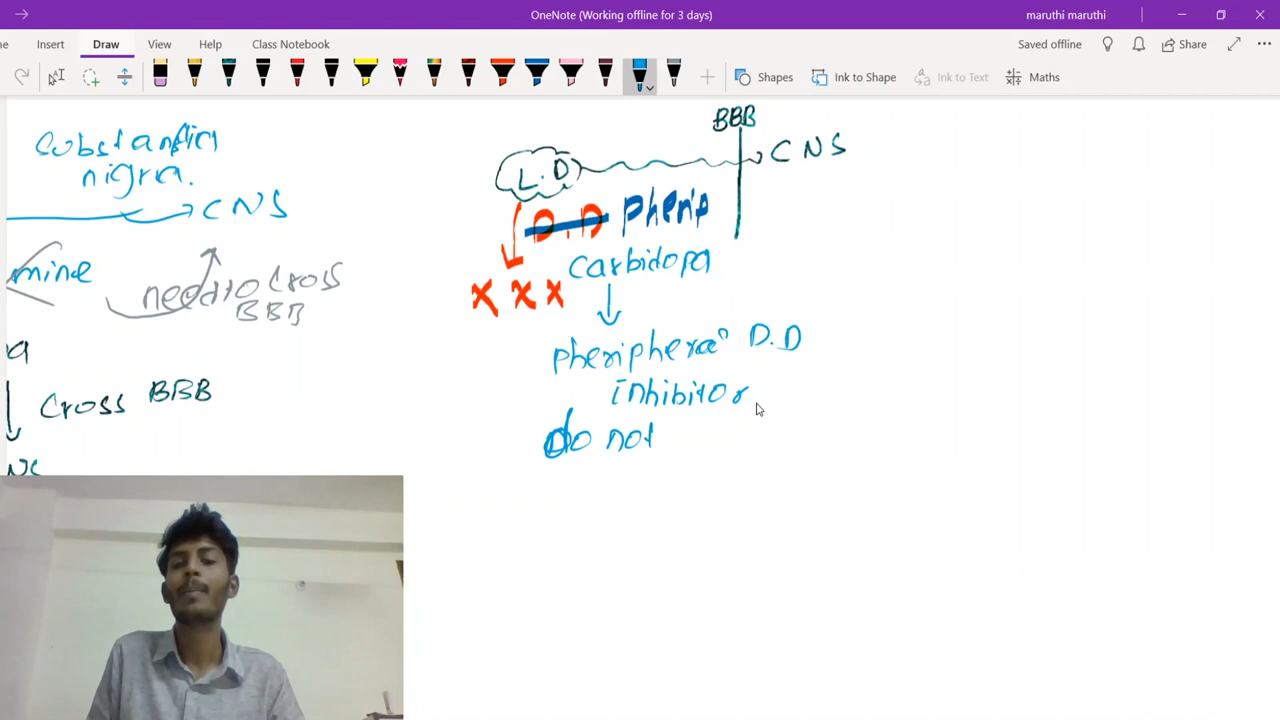 OneNote (Working offline for 3 days)
maruthi maruthi
Insert
Draw
View
Help
Class Notebook
Saved offline
Share
Shapes
Ink to Shape
Ink to Text
Maths
substantia
nigra.
CNS
mine
need to cross
BBB
a
Cross BBB
BBB
L.D
CNS
D.D Pherip
Carbidopa
x x x
Pheripheral D.D
inhibitor
do not